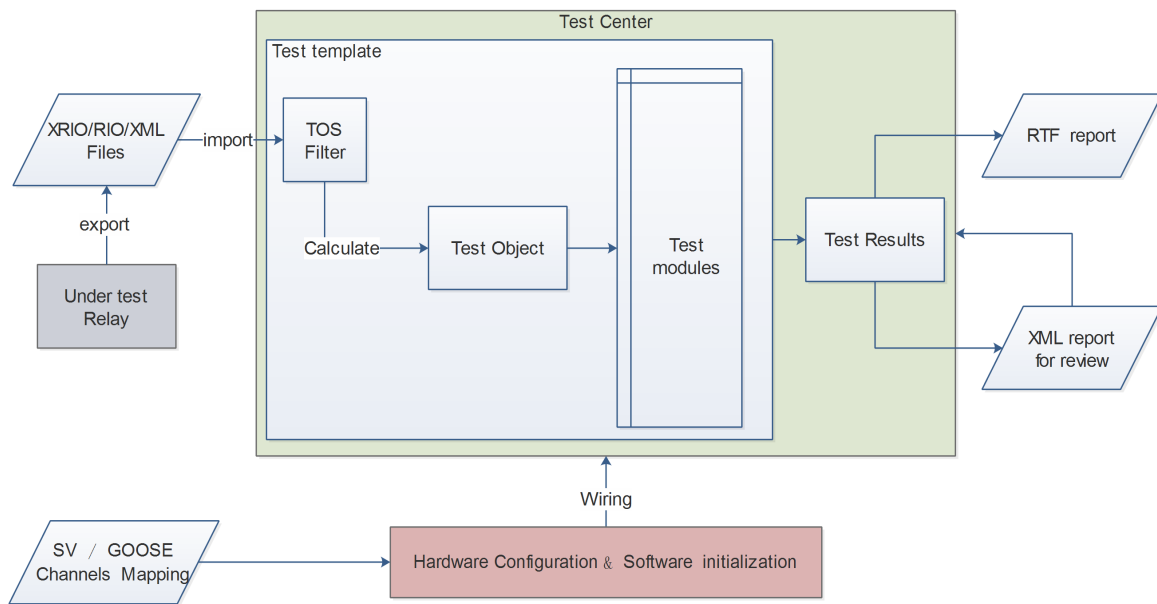 Test Center
Test template
XRIO/RIO/XML
Files
import
TOS
Filter
RTF report
export
Calculate
Test Object
Test
modules
Test Results
Under test
Relay
XML report
for review
Wiring
SV / GOOSE
Channels Mapping
Hardware Configuration & Software initialization